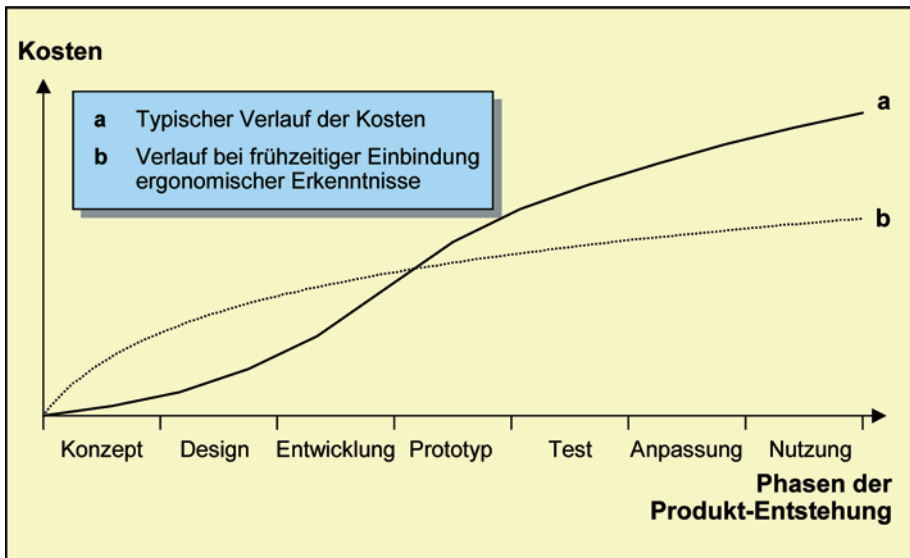 Kosten
a Typischer Verlauf der Kosten
b Verlauf bei frühzeitiger Einbindung
ergonomischer Erkenntnisse
a
b
Konzept Design Entwicklung Prototyp Test Anpassung Nutzung
Phasen der
Produkt-Entstehung